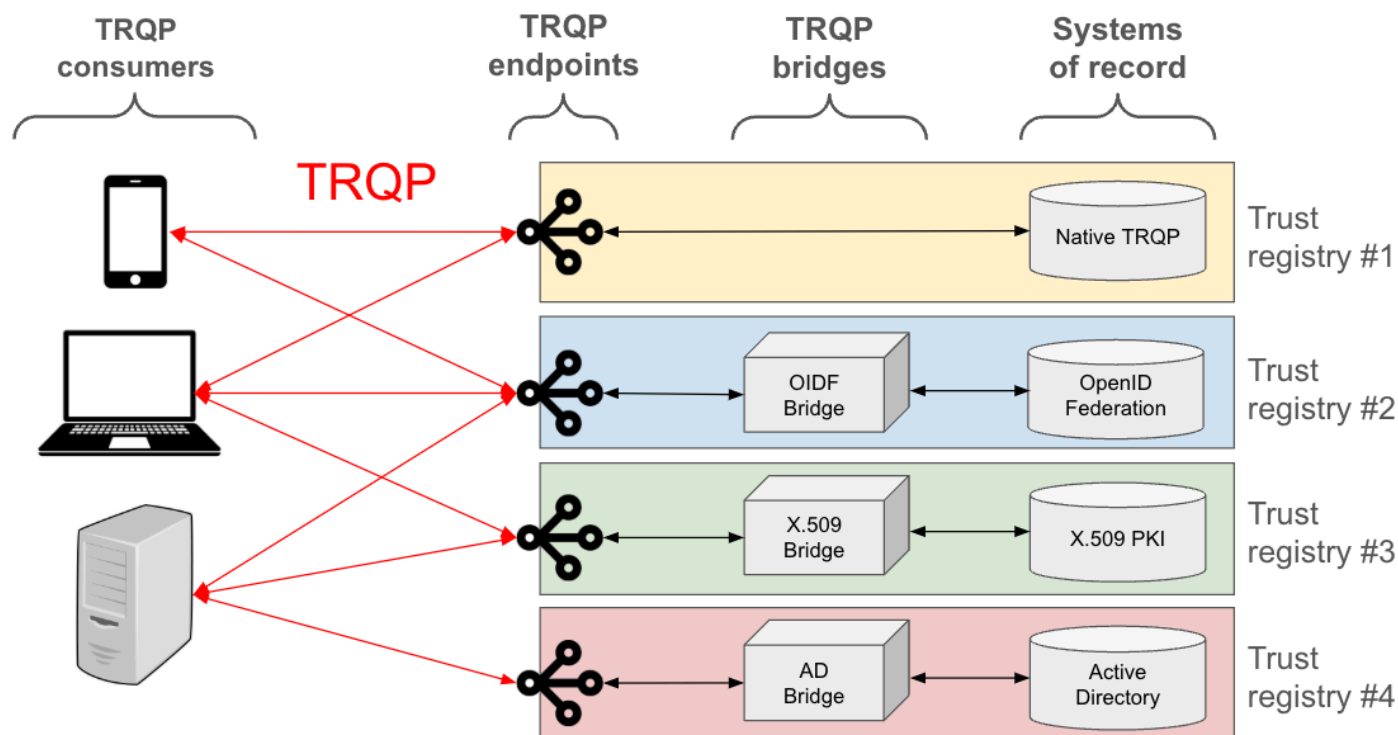 TRQP
consumers
TRQP
endpoints
TRQP
bridges
Systems
of record
TRQP
Native TRQP
Trust
registry #1
OIDF
Bridge
OpenID
Federation
Trust
registry #2
X.509
Bridge
X.509 PKI
Trust
registry #3
AD
Bridge
Active
Directory
Trust
registry #4